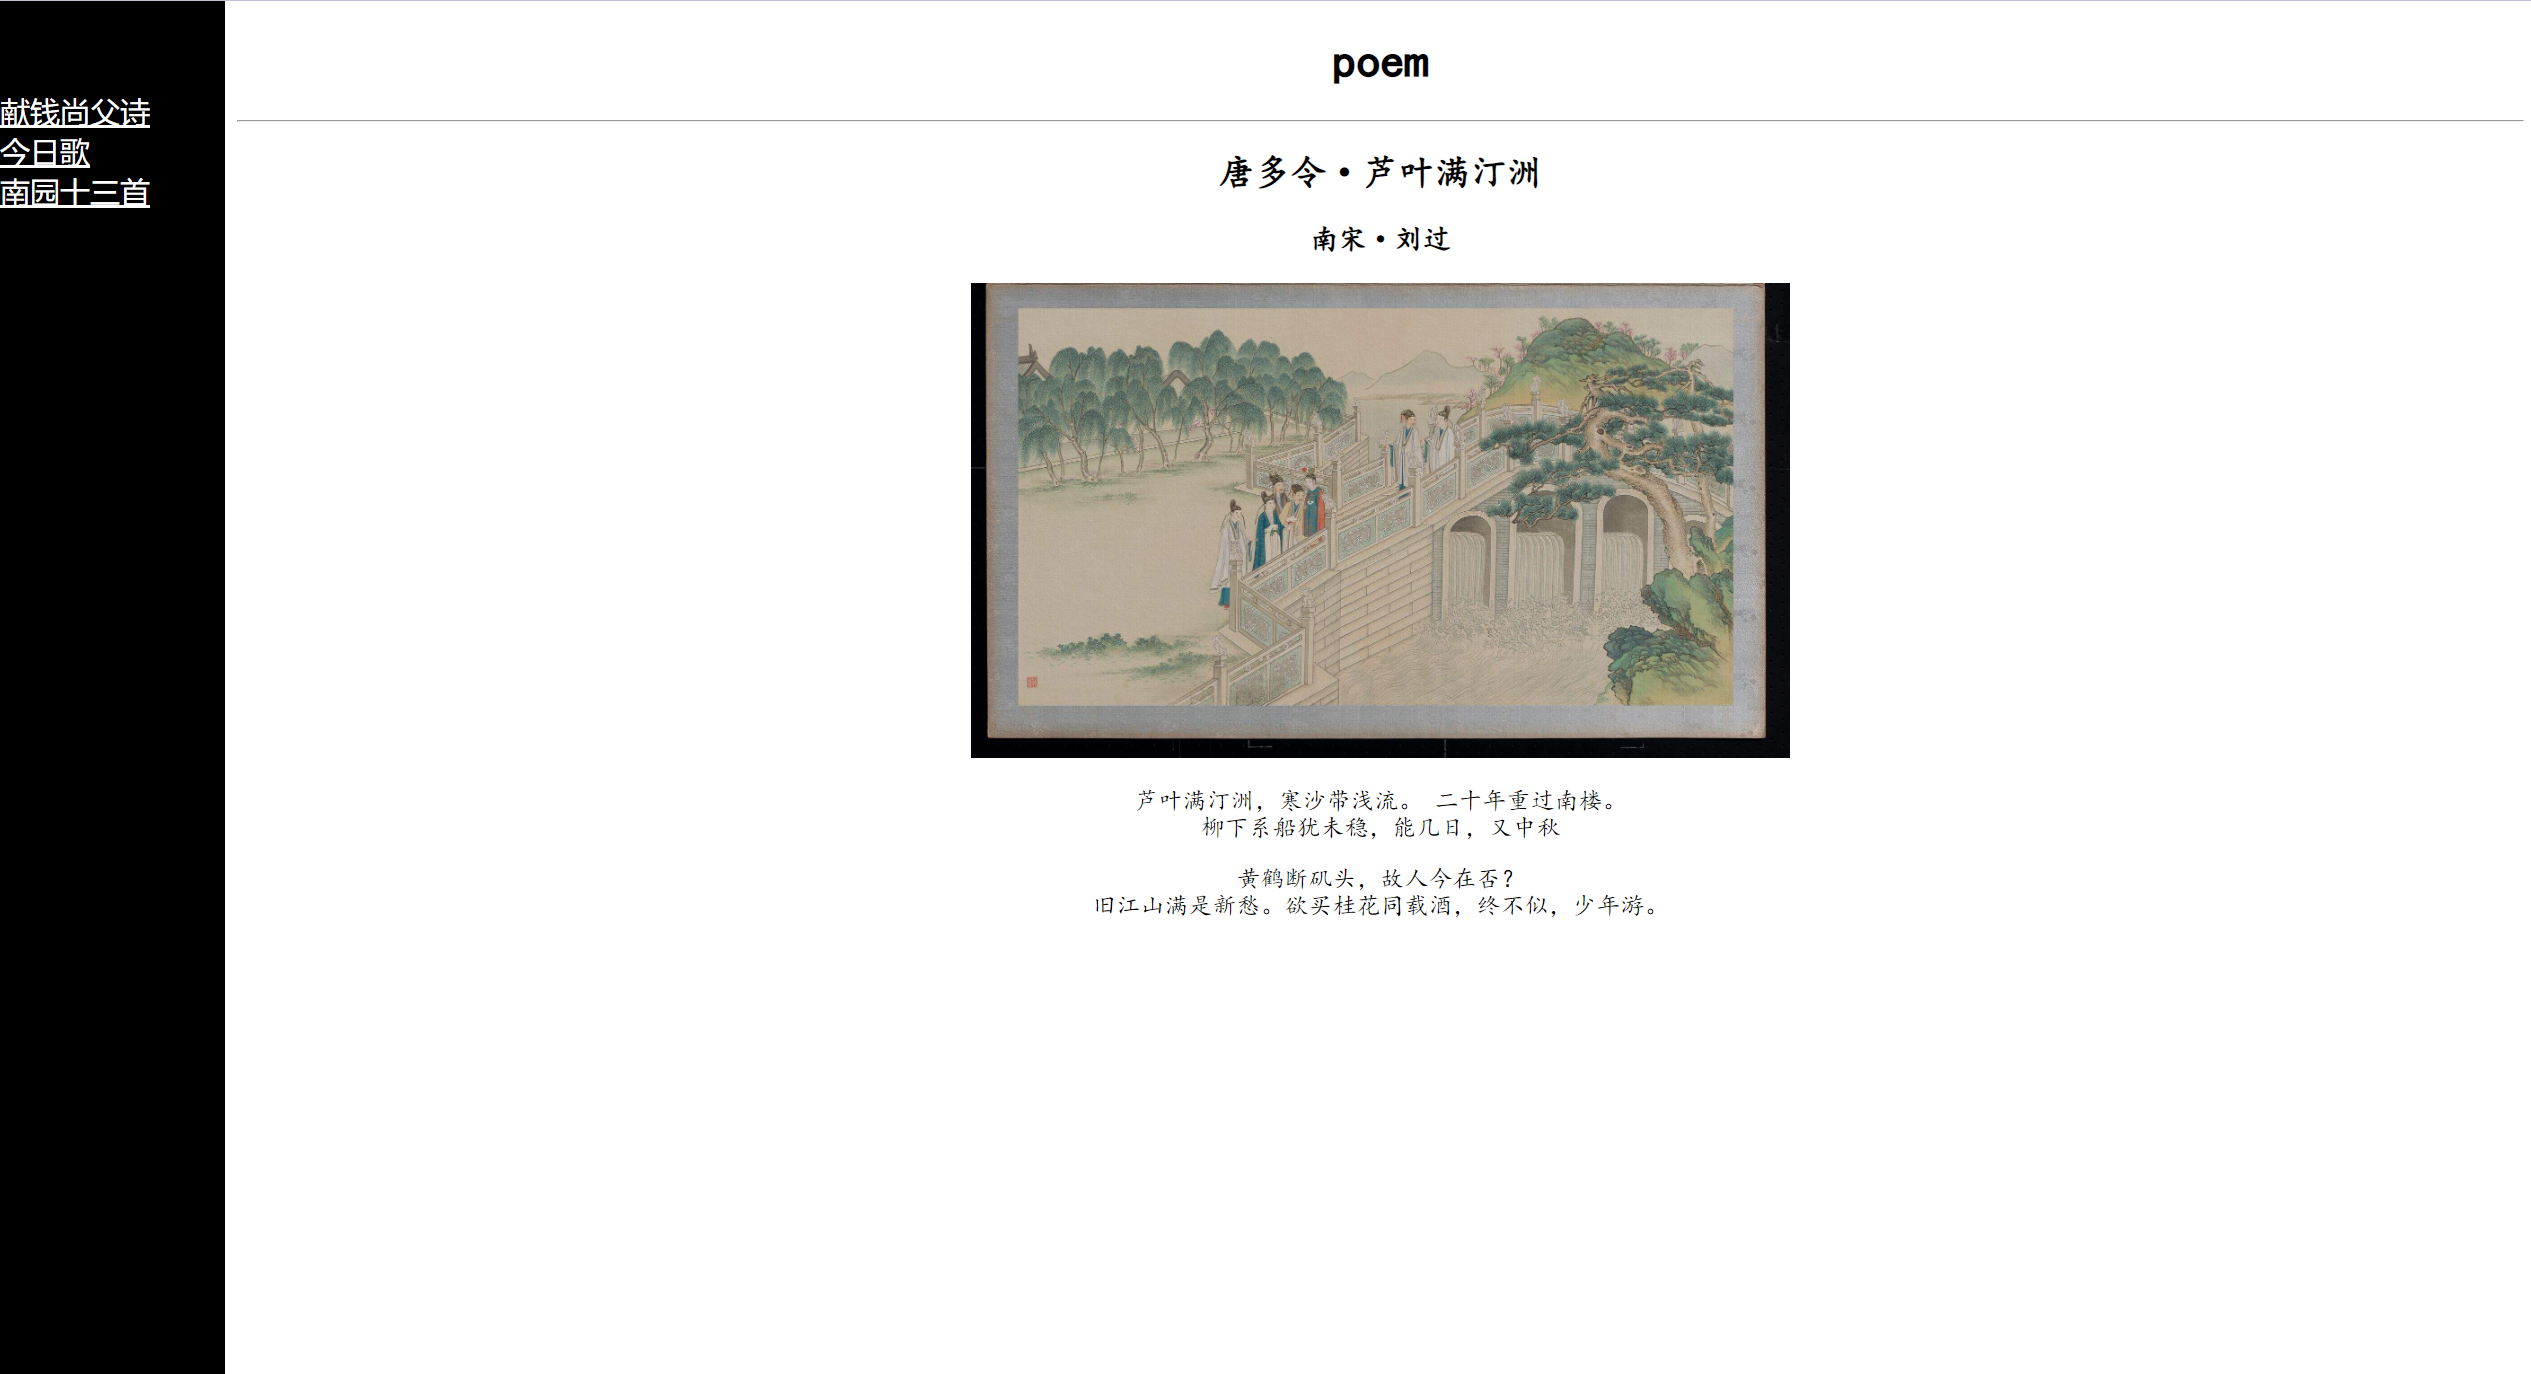 献钱尚父诗
今日歌
南园十三首
poem
唐多令·芦叶满汀洲
南宋·刘过
芦叶满汀洲，寒沙带浅流。 二十年重过南楼。
柳下系船犹未稳，能几日，又中秋
黄鹤断矶头，故人今在否？
旧江山满是新愁。欲买桂花同载酒，终不似，少年游。